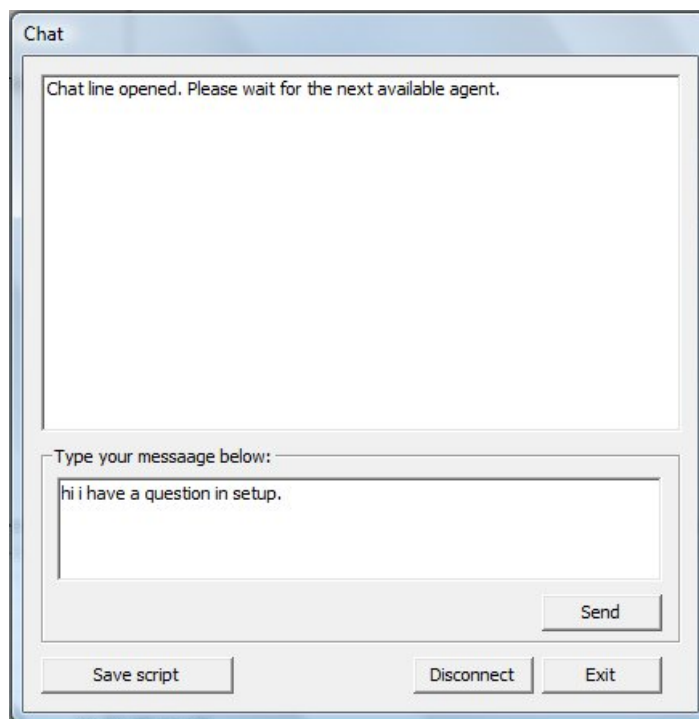 Chat
Chat line opened. Please wait for the next available agent.
Type your messaage below:
hi i have a question in setup.
Send
Save script
Disconnect
Exit